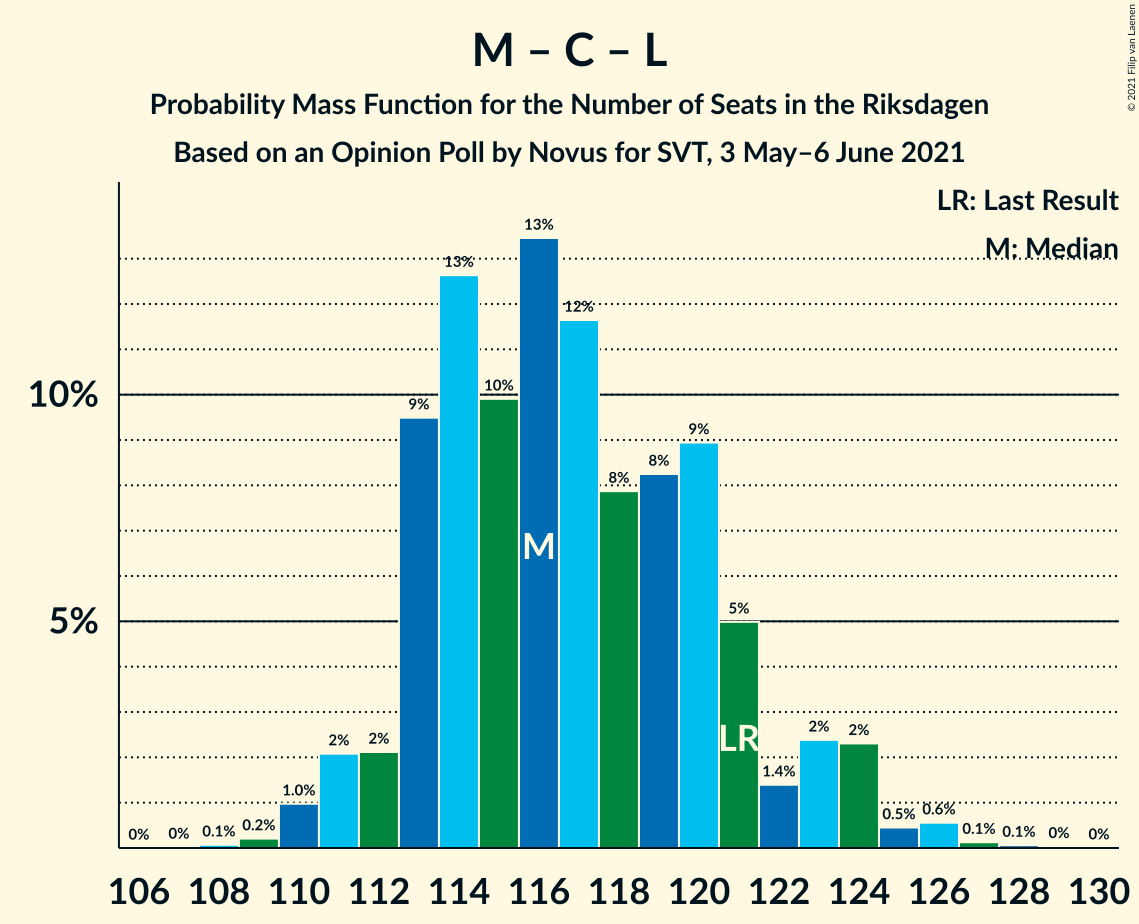 M – C – L
Probability Mass Function for the Number of Seats in the Riksdagen
Based on an Opinion Poll by Novus for SVT, 3 May–6 June 2021
© 2021 Filip van Laenen
LR: Last Result
M: Median
10%
5%
0% 0% 0.1% 0.2% 1.0% 2% 2% 9% 13% 10% 13% 12% 8% 8% 9% 5% 1.4% 2% 2% 0.5% 0.6% 0.1% 0.1% 0% 0%
M
LR
106 108 110 112 114 116 118 120 122 124 126 128 130